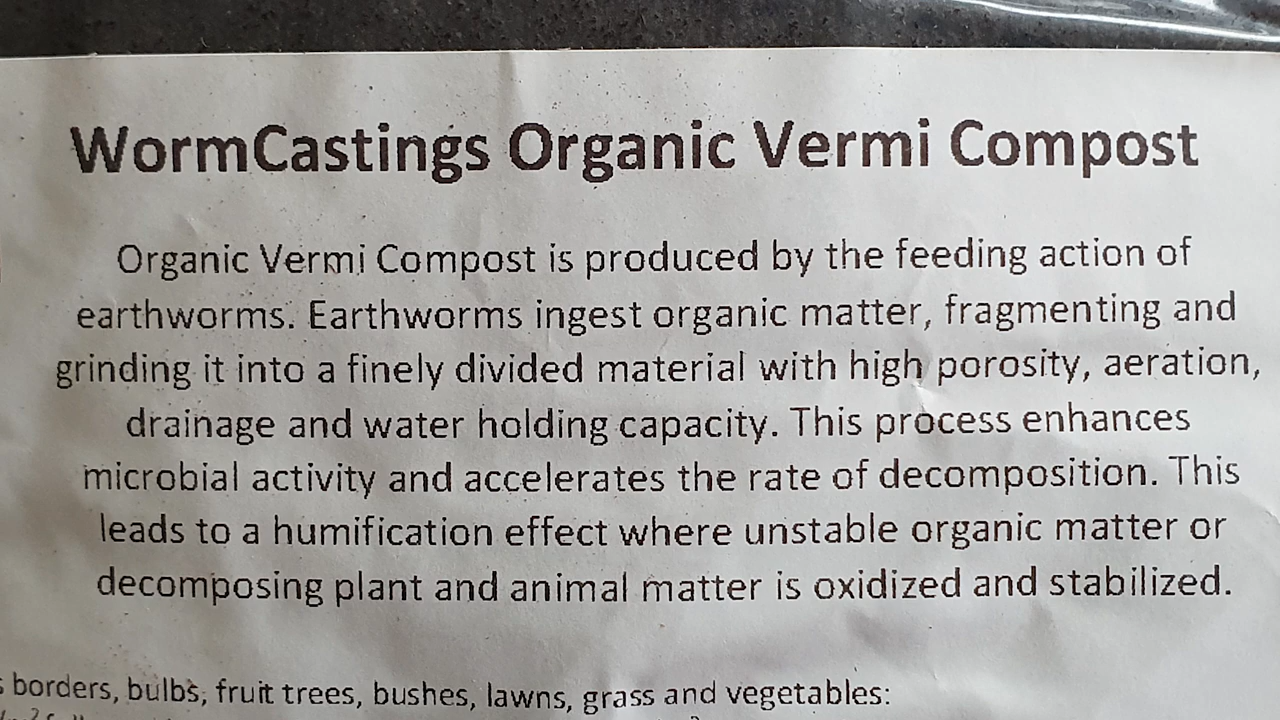 WormCastings Organic Vermi Compost
Organic Vermi Compost is produced by the feeding action of
earthworms. Earthworms ingest organic matter, fragmenting and
grinding it into a finely divided material with high porosity, aeration,
drainage and water holding capacity. This process enhances
microbial activity and accelerates the rate of decomposition. This
leads to a humification effect where unstable organic matter or
decomposing plant and animal matter is oxidized and stabilized.
borders, bulbs, fruit trees, bushes, lawns, grass and vegetables: